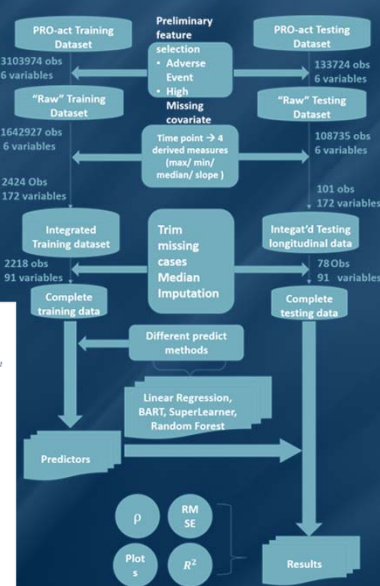 PRO-act Training
Dataset
3103974 obs
6 variables
"Raw" Training
Dataset
1642927 obs
6 variables
2424 Obs
172 variables
Integrated
Training dataset
2218 obs
91 variables
Complete
training data
Preliminary
feature
selection
• Adverse
Event
• High
Missing
covariate
Time point → 4
derived measures
(max/ min/
median/ slope )
Trim
missing
cases
Median
Imputation
PRO-act Testing
Dataset
133724 obs
6 variables
"Raw" Testing
Dataset
108735 obs
6 variables
101 obs
172 variables
Integat'd Testing
longitudinal data
78 Obs
91 variables
Complete
testing data
Different predict
methods
Linear Regression,
BART, SuperLearner,
Random Forest
Predictors
ρ
RM
SE
Plot
s
R²
Results